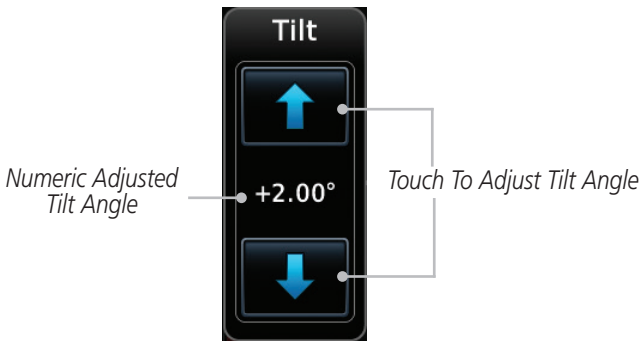 Tilt
Numeric Adjusted
Tilt Angle
+2.00°
Touch To Adjust Tilt Angle